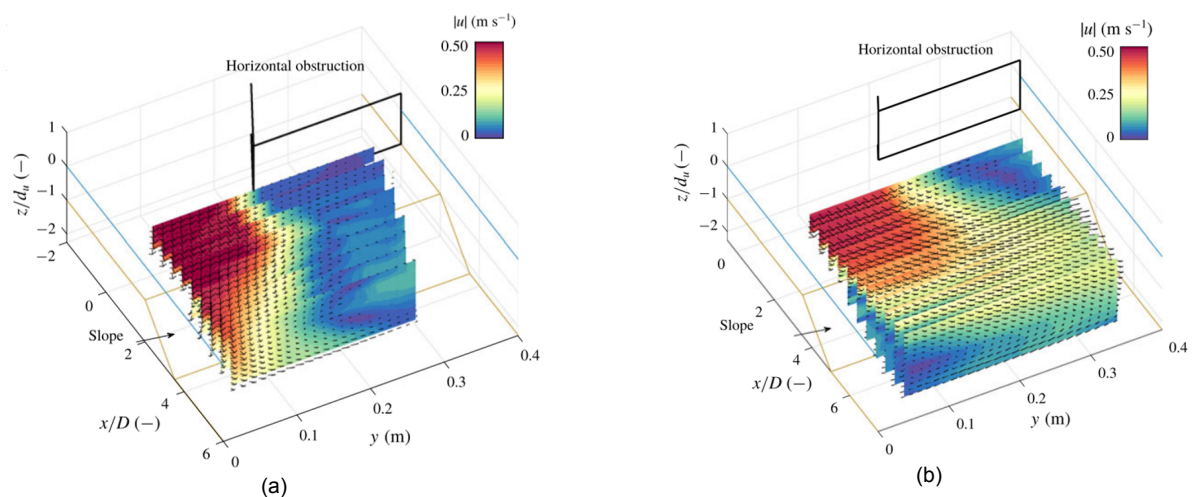 |u| (m s⁻¹)
0.50
0.25
0
Horizontal obstruction
1
0
−1
−2
z/d_u (−)
−2
0
2
4
6
Slope
x/D (−)
0
0.1
0.2
0.3
0.4
y (m)
(a)
|u| (m s⁻¹)
0.50
0.25
0
Horizontal obstruction
1
0
−1
−2
z/d_u (−)
0
2
4
6
Slope
x/D (−)
0
0.1
0.2
0.3
0.4
y (m)
(b)